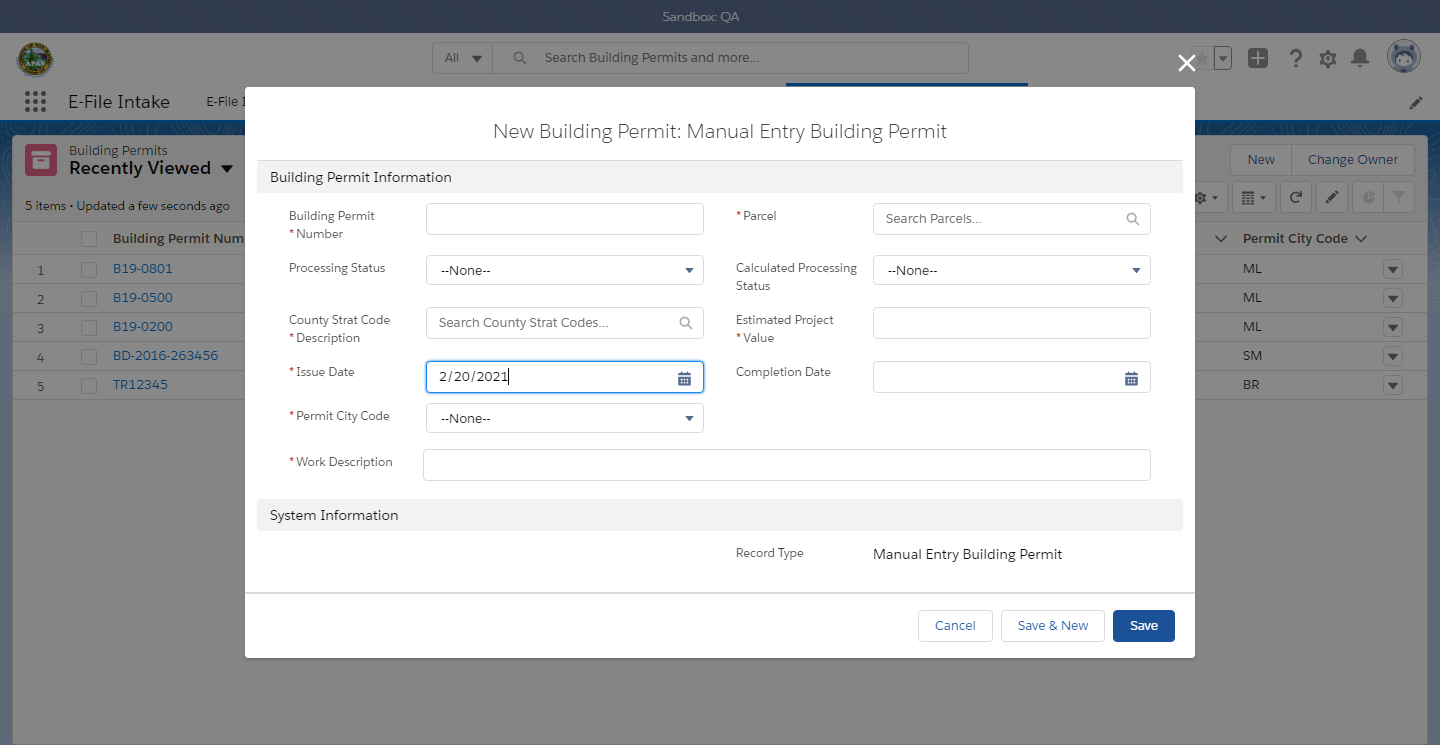 Sandbox: QA
All
Search Building Permits and more...
E-File Intake
E-File I
Building Permits
Recently Viewed
New
Change Owner
5 items • Updated a few seconds ago
Building Permit Num
Permit City Code
1 B19-0801 ML
2 B19-0500 ML
3 B19-0200 ML
4 BD-2016-263456 SM
5 TR12345 BR
New Building Permit: Manual Entry Building Permit
Building Permit Information
Building Permit
*Number
*Parcel
Search Parcels...
Processing Status
--None--
Calculated Processing
Status
--None--
County Strat Code
*Description
Search County Strat Codes...
Estimated Project
*Value
*Issue Date
2/20/2021
Completion Date
*Permit City Code
--None--
*Work Description
System Information
Record Type
Manual Entry Building Permit
Cancel
Save & New
Save